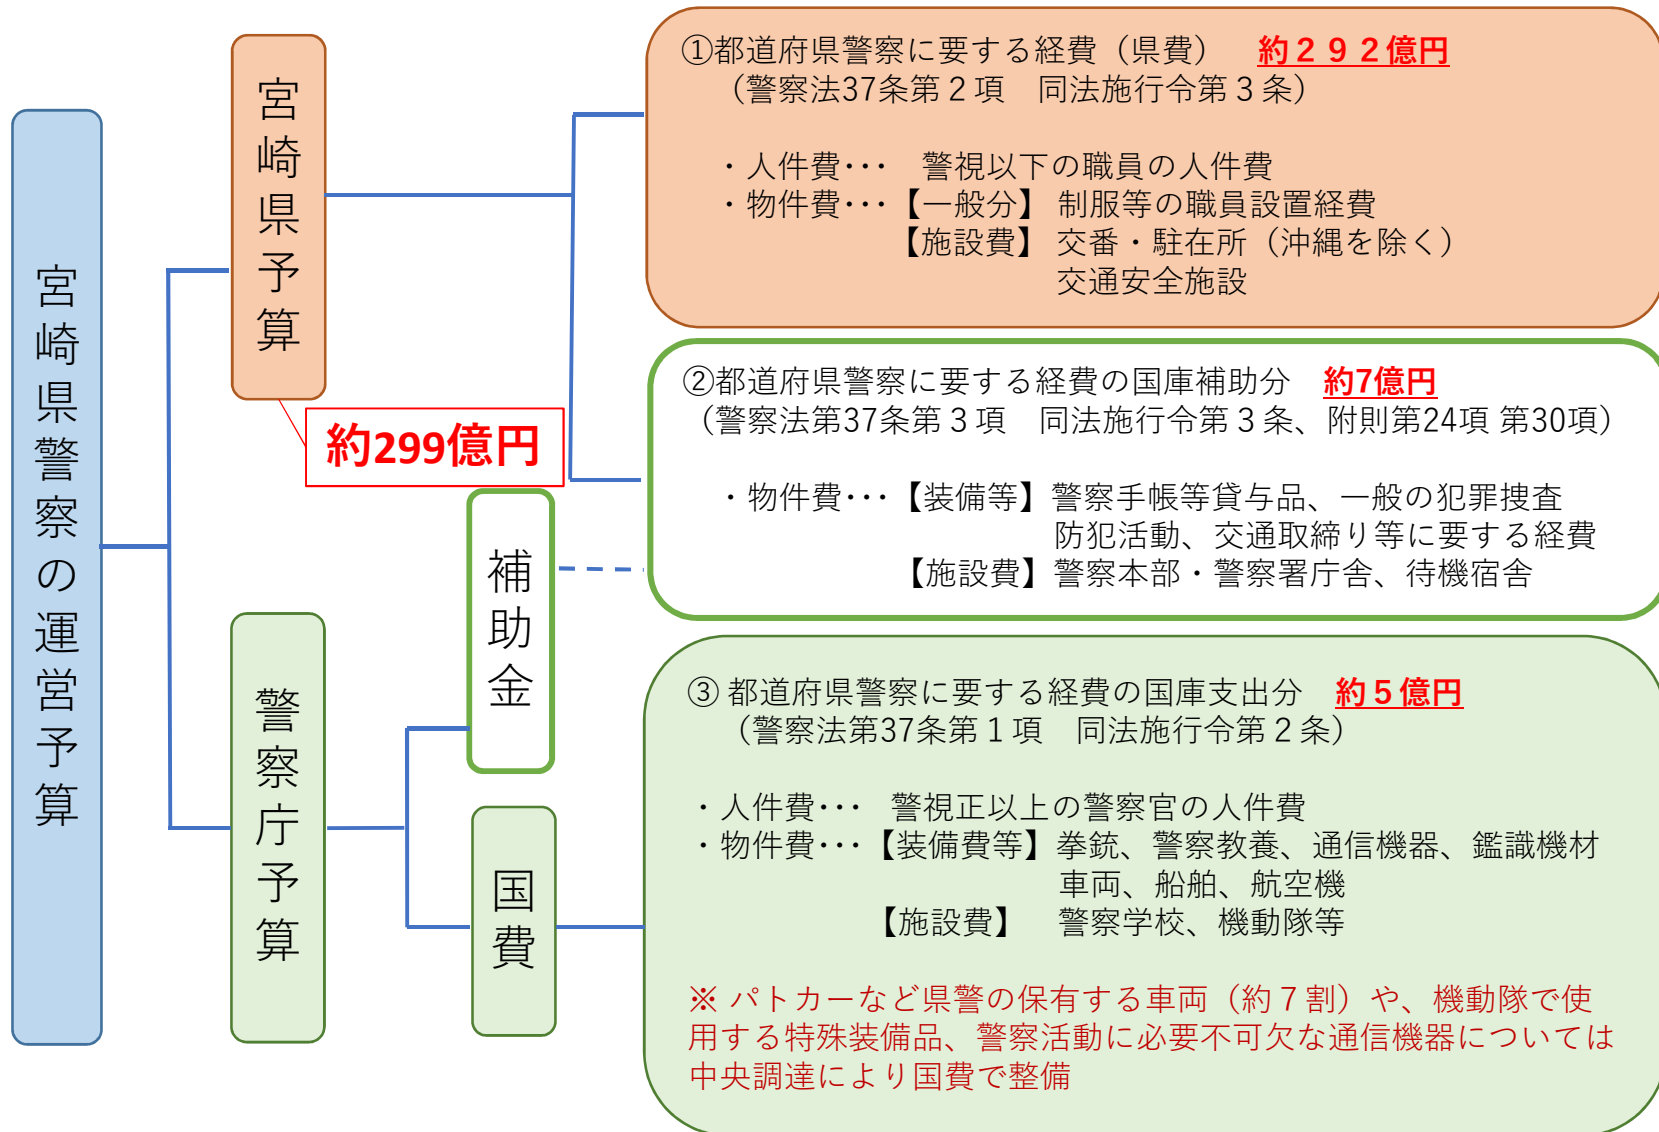 宮崎県警察の運営予算
宮崎県予算
約299億円
警察庁予算
補助金
国費
①都道府県警察に要する経費（県費）　約２９２億円
（警察法37条第２項　同法施行令第３条）
・人件費･･･　警視以下の職員の人件費
・物件費･･･【一般分】 制服等の職員設置経費
【施設費】 交番・駐在所（沖縄を除く）
交通安全施設
②都道府県警察に要する経費の国庫補助分　約7億円
（警察法第37条第３項　同法施行令第３条、附則第24項 第30項）
・物件費･･･【装備等】警察手帳等貸与品、一般の犯罪捜査
防犯活動、交通取締り等に要する経費
【施設費】警察本部・警察署庁舎、待機宿舎
③ 都道府県警察に要する経費の国庫支出分　約５億円
（警察法第37条第１項　同法施行令第２条）
・人件費･･･　警視正以上の警察官の人件費
・物件費･･･【装備費等】拳銃、警察教養、通信機器、鑑識機材
車両、船舶、航空機
【施設費】　警察学校、機動隊等
※ パトカーなど県警の保有する車両（約７割）や、機動隊で使
用する特殊装備品、警察活動に必要不可欠な通信機器については
中央調達により国費で整備